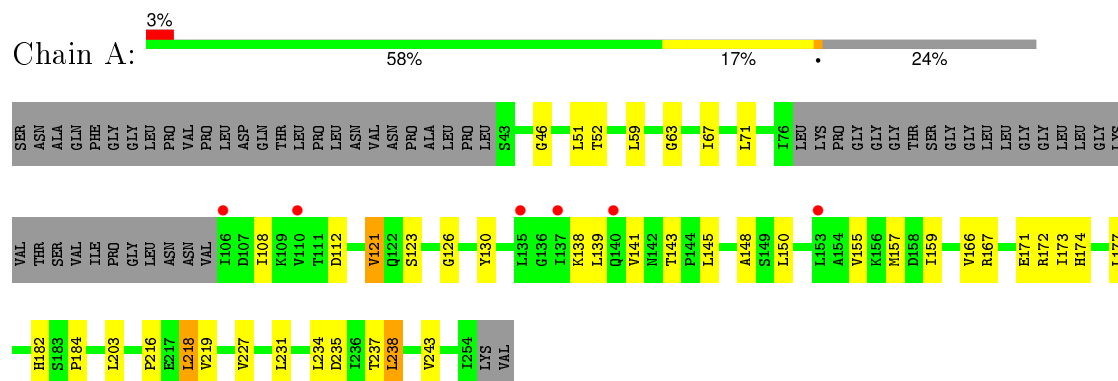 3%
Chain A: 58% 17% • 24%
SER ASN ALA GLN PHE GLY GLY LEU PRO VAL PRO LEU ASP GLN THR LEU PRO LEU ASN VAL ASN PRO ALA LEU PRO LEU S43 G46 L51 T52 L59 G63 I67 L71 I76 LEU LYS PRO GLY GLY GLY GLY THR SER GLY LEU LEU GLY GLY LEU LEU GLY LYS
VAL THR SER VAL ILE PRO GLY LEU ASN ASN VAL I106 D107 I108 K109 V110 T111 D112 V121 Q122 S123 G126 Y130 L135 G136 I137 K138 L139 Q140 V141 N142 T143 P144 L145 A148 S149 L150 L153 A154 V155 K156 M157 D158 I159 V166 R167 E171 R172 I173 H174 L177
H182 S183 P184 L203 P216 E217 L218 V219 V227 L231 L234 D235 I236 T237 L238 V243 I254 LYS VAL